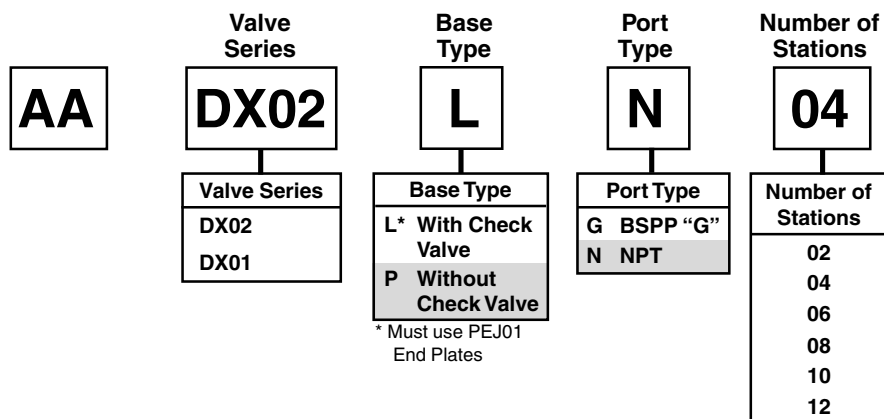 Valve Series
Base Type
Port Type
Number of Stations
AA
DX02
L
N
04
Valve Series
DX02
DX01
Base Type
L* With Check
Valve
P Without
Check Valve
* Must use PEJ01
End Plates
Port Type
G BSPP “G”
N NPT
Number of
Stations
02
04
06
08
10
12